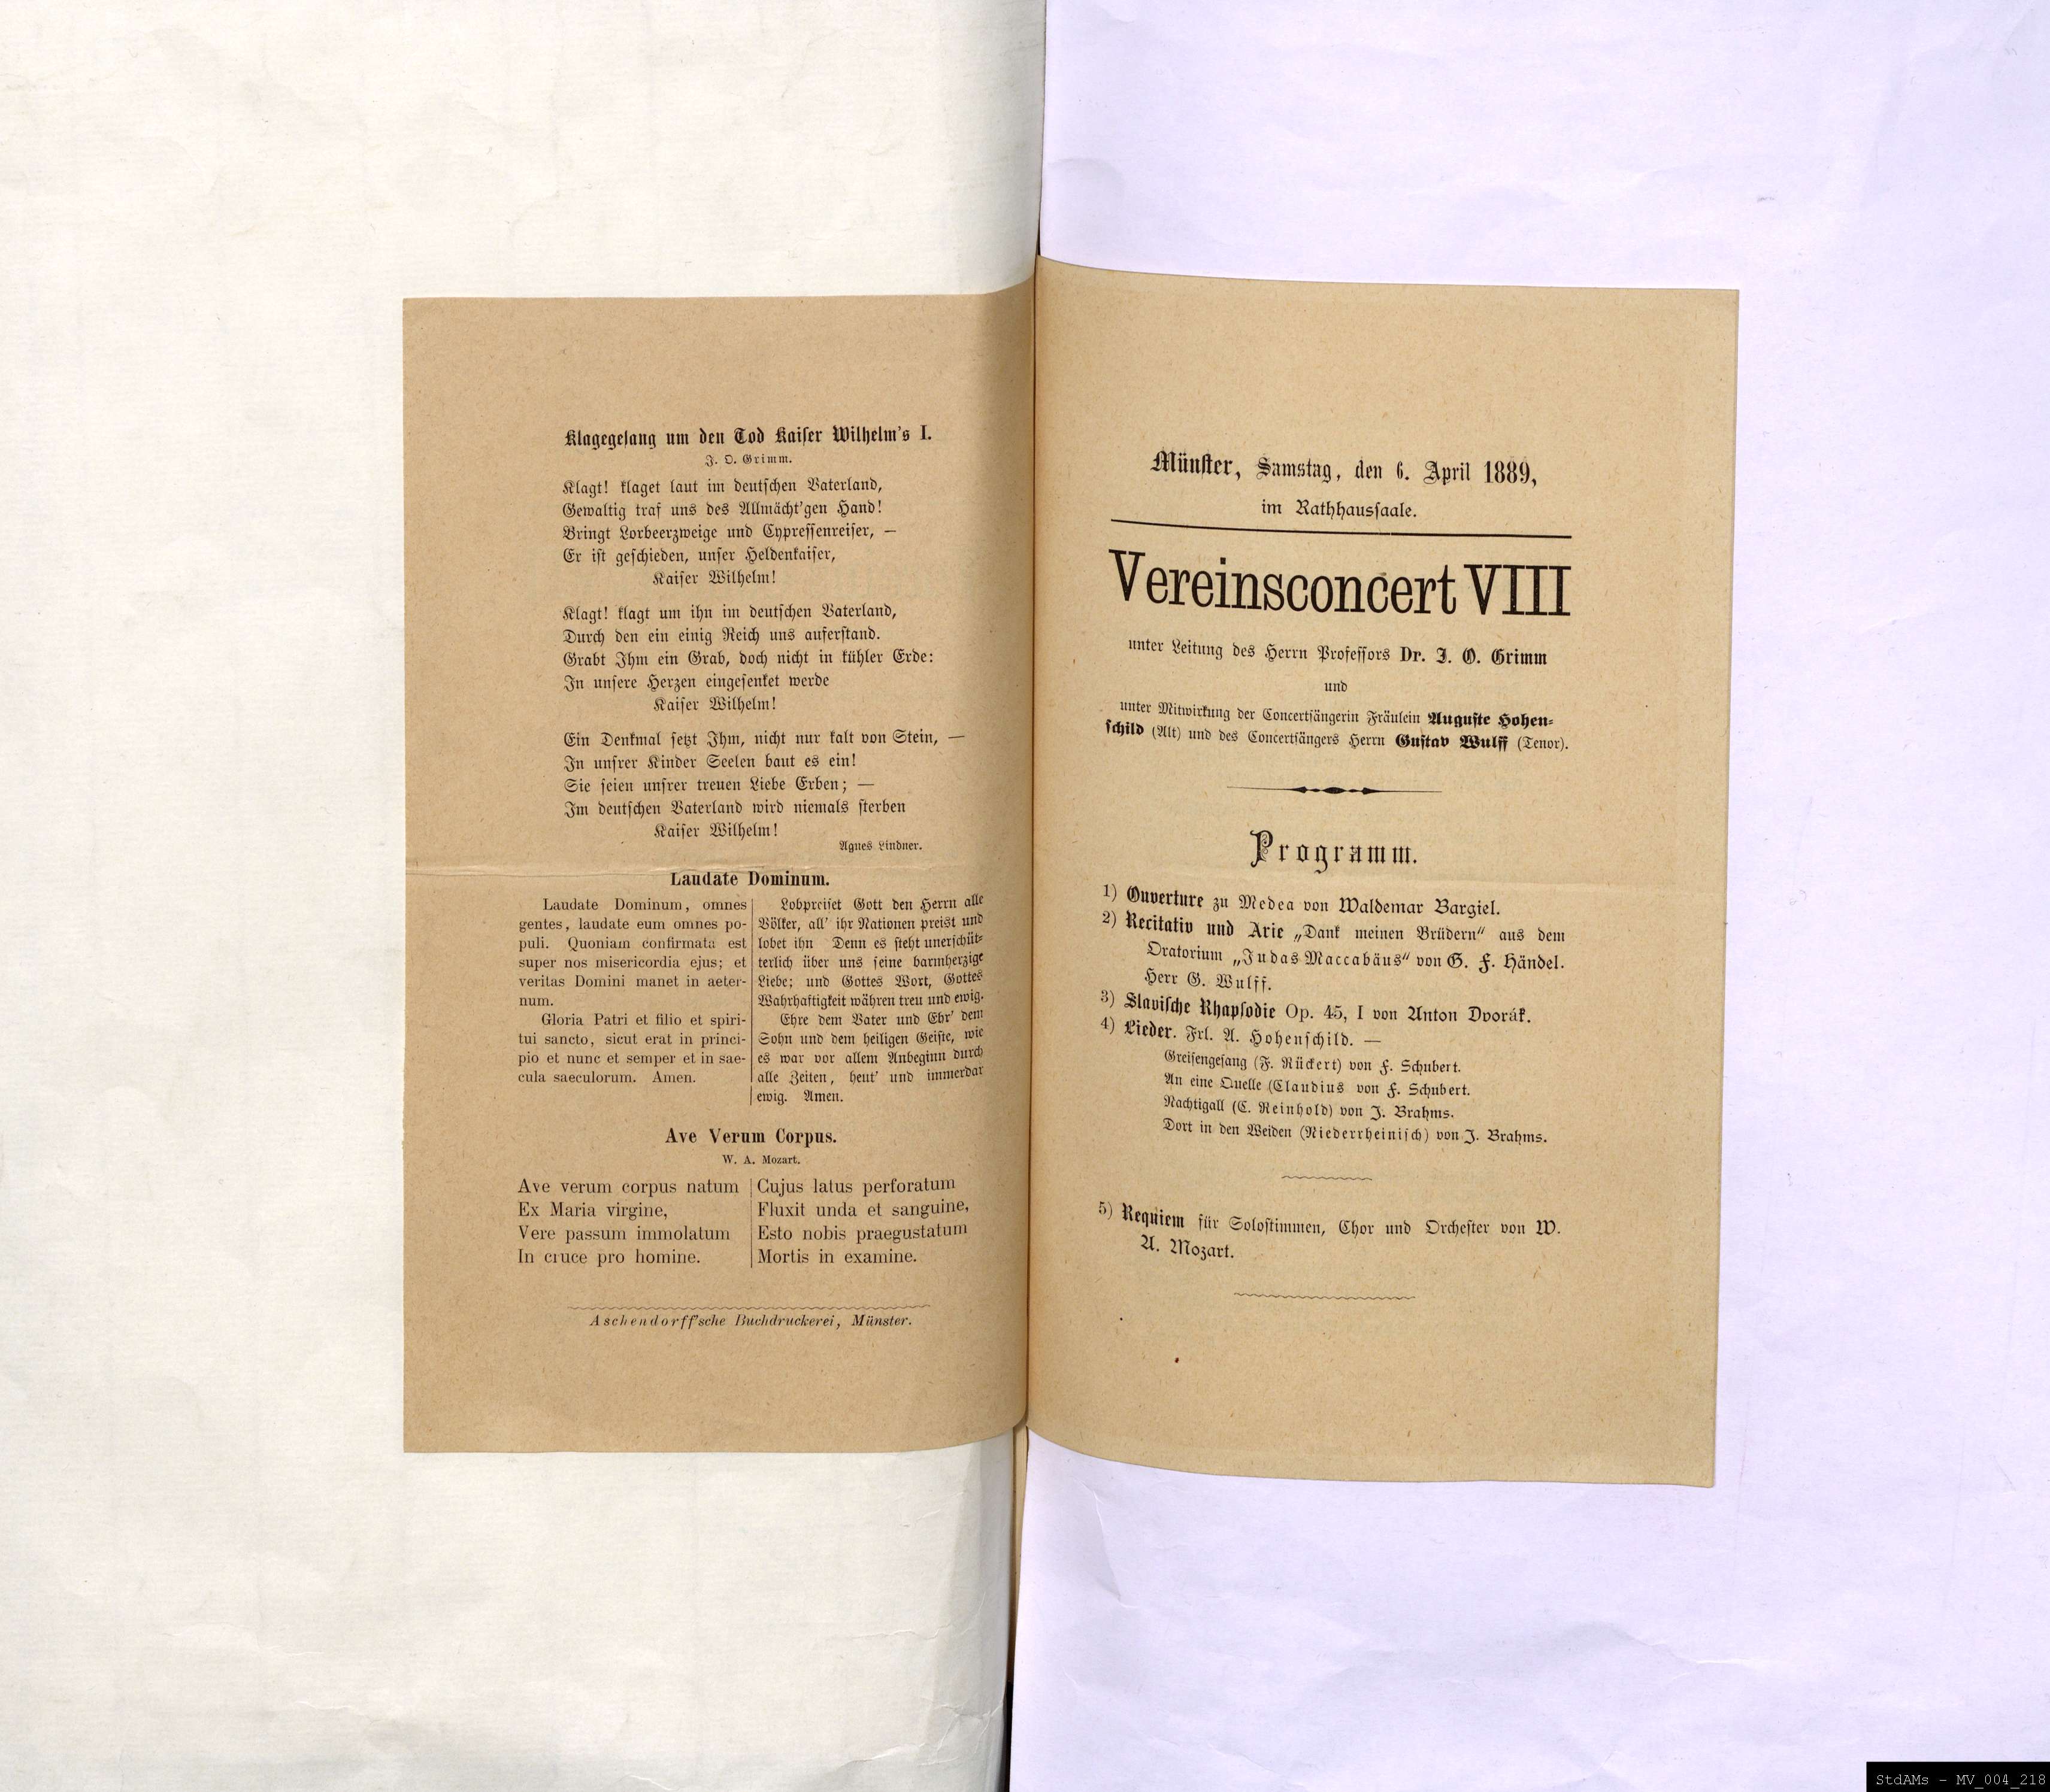 Klagegesang um den Tod Kaiser Wilhelm's I.
J. O. Grimm.
Klagt! klaget laut im deutschen Vaterland,
Gewaltig traf uns des Allmächt'gen Hand!
Bringt Lorbeerzweige und Cypressenreiser, —
Er ist geschieden, unser Heldenkaiser,
Kaiser Wilhelm!
Klagt! klagt um ihn im deutschen Vaterland,
Durch den ein einig Reich uns auferstand.
Grabt Ihm ein Grab, doch nicht in kühler Erde:
In unsere Herzen eingesenket werde
Kaiser Wilhelm!
Ein Denkmal setzt Ihm, nicht nur kalt von Stein, —
In unsrer Kinder Seelen baut es ein!
Sie seien unsrer treuen Liebe Erben; —
Im deutschen Vaterland wird niemals sterben
Kaiser Wilhelm!
Agnes Lindner.
Laudate Dominum.
Laudate Dominum, omnes
gentes, laudate eum omnes po-
puli. Quoniam confirmata est
super nos misericordia ejus; et
veritas Domini manet in aeter-
num.
Gloria Patri et filio et spiri-
tui sancto, sicut erat in princi-
pio et nunc et semper et in sae-
cula saeculorum. Amen.
Lobpreiset Gott den Herrn alle
Völker, all' ihr Nationen preist und
lobet ihn Denn es steht unerschüt-
terlich über uns seine barmherzige
Liebe; und Gottes Wort, Gottes
Wahrhaftigkeit währen treu und ewig.
Ehre dem Vater und Ehr' dem
Sohn und dem heiligen Geiste, wie
es war vor allem Anbeginn durch
alle Zeiten, heut' und immerdar
ewig. Amen.
Ave Verum Corpus.
W. A. Mozart.
Ave verum corpus natum
Ex Maria virgine,
Vere passum immolatum
In cruce pro homine.
Cujus latus perforatum
Fluxit unda et sanguine,
Esto nobis praegustatum
Mortis in examine.
Aschendorff'sche Buchdruckerei, Münster.
Münster, Samstag, den 6. April 1889,
im Rathhaussaale.
Vereinsconcert VIII
unter Leitung des Herrn Professors Dr. J. O. Grimm
und
unter Mitwirkung der Concertsängerin Fräulein Auguste Hohen-
schild (Alt) und des Concertsängers Herrn Gustav Wulff (Tenor).
Programm.
1) Ouverture zu Medea von Waldemar Bargiel.
2) Recitativ und Arie „Dank meinen Brüdern“ aus dem
Oratorium „Judas Maccabäus“ von G. F. Händel.
Herr G. Wulff.
3) Slavische Rhapsodie Op. 45, I von Anton Dvorák.
4) Lieder. Frl. A. Hohenschild. —
Greisengesang (F. Rückert) von F. Schubert.
An eine Quelle (Claudius von F. Schubert.
Nachtigall (C. Reinhold) von J. Brahms.
Dort in den Weiden (Niederrheinisch) von J. Brahms.
5) Requiem für Solostimmen, Chor und Orchester von W.
A. Mozart.
StdAMs - MV_004_218